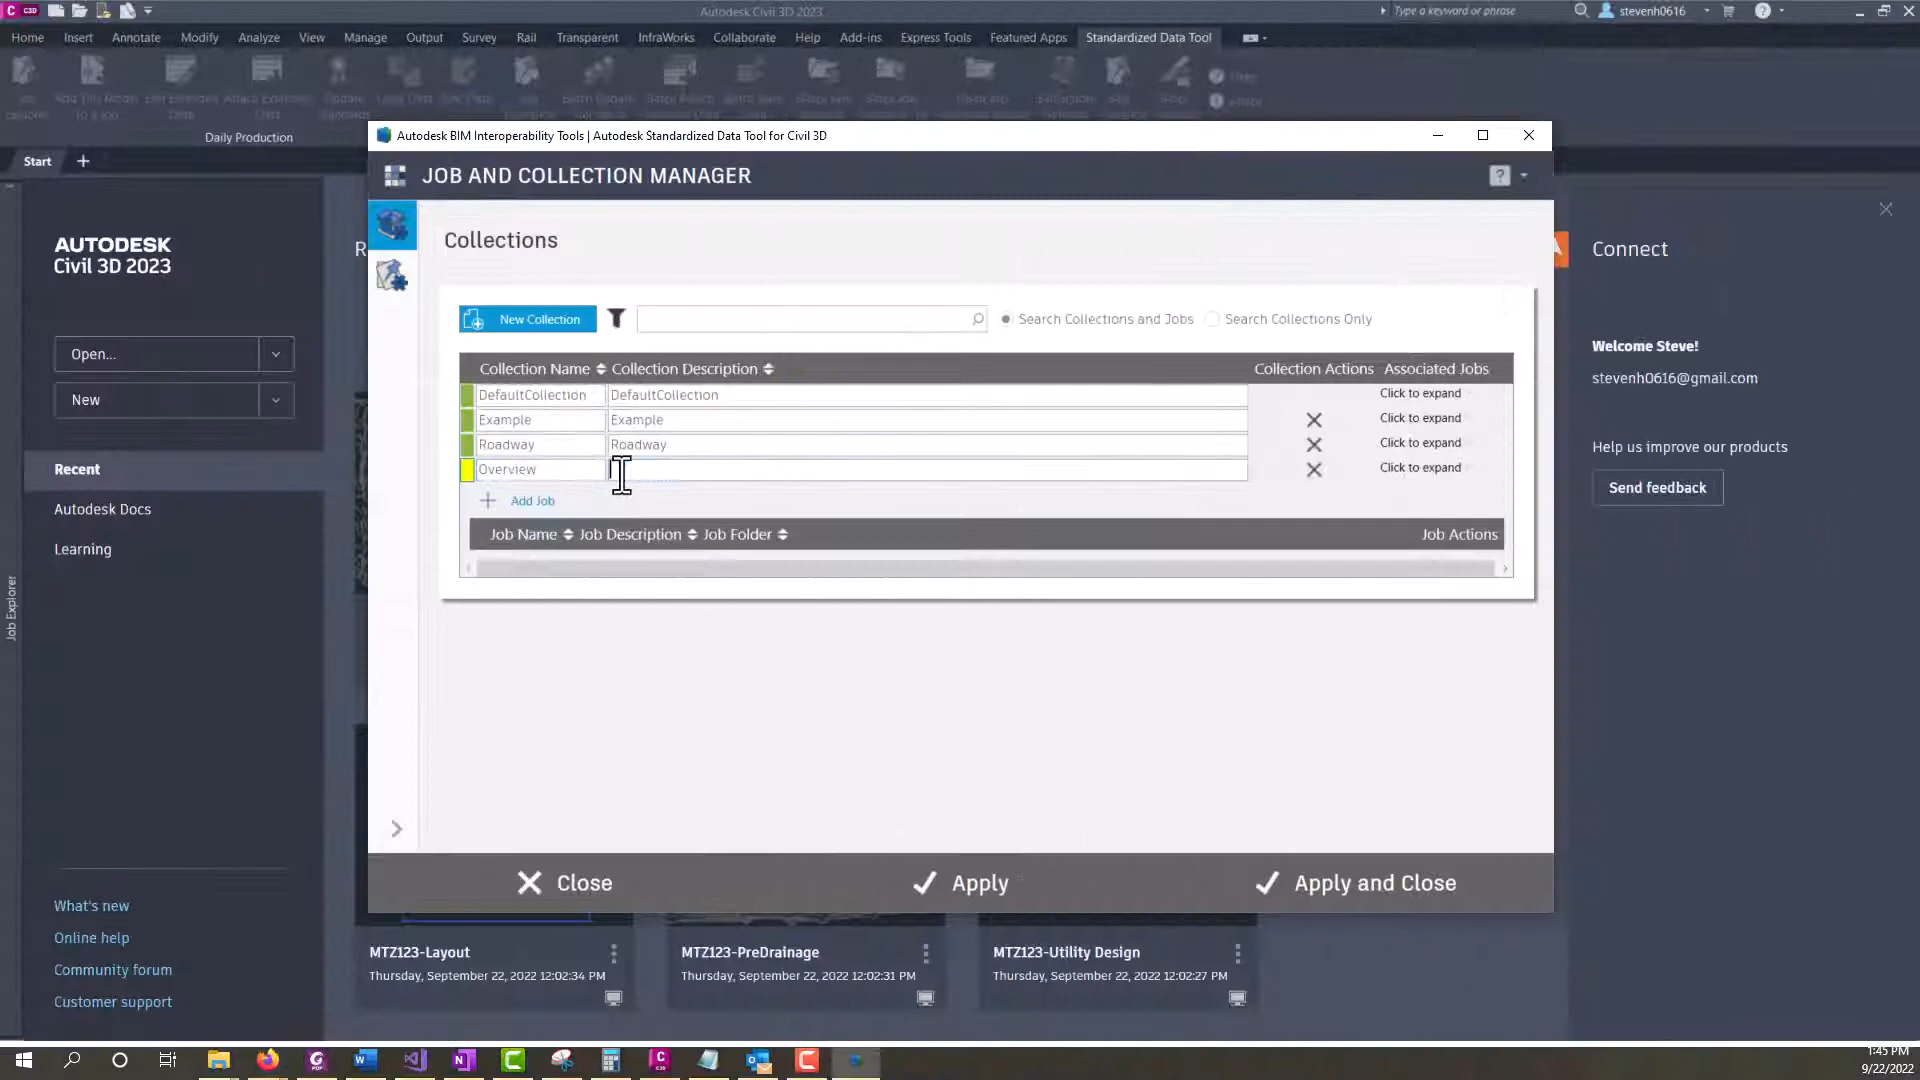 C3D
Autodesk Civil 3D 2023
Type a keyword or phrase
stevenh0616
Home Insert Annotate Modify Analyze View Manage Output Survey Rail Transparent InfraWorks Collaborate Help Add-ins Express Tools Featured Apps Standardized Data Tool
Daily Production
Start
Autodesk BIM Interoperability Tools | Autodesk Standardized Data Tool for Civil 3D
JOB AND COLLECTION MANAGER
Collections
New Collection
Search Collections and Jobs
Search Collections Only
Collection Name Collection Description Collection Actions Associated Jobs
DefaultCollection DefaultCollection Click to expand
Example Example Click to expand
Roadway Roadway Click to expand
Overview Click to expand
Add Job
Job Name Job Description Job Folder Job Actions
Close
Apply
Apply and Close
AUTODESK
Civil 3D 2023
Open...
New
Recent
Autodesk Docs
Learning
What's new
Online help
Community forum
Customer support
Job Explorer
R
MTZ123-Layout
Thursday, September 22, 2022 12:02:34 PM
MTZ123-PreDrainage
Thursday, September 22, 2022 12:02:31 PM
MTZ123-Utility Design
Thursday, September 22, 2022 12:02:27 PM
Connect
Welcome Steve!
stevenh0616@gmail.com
Help us improve our products
Send feedback
1:45 PM
9/22/2022